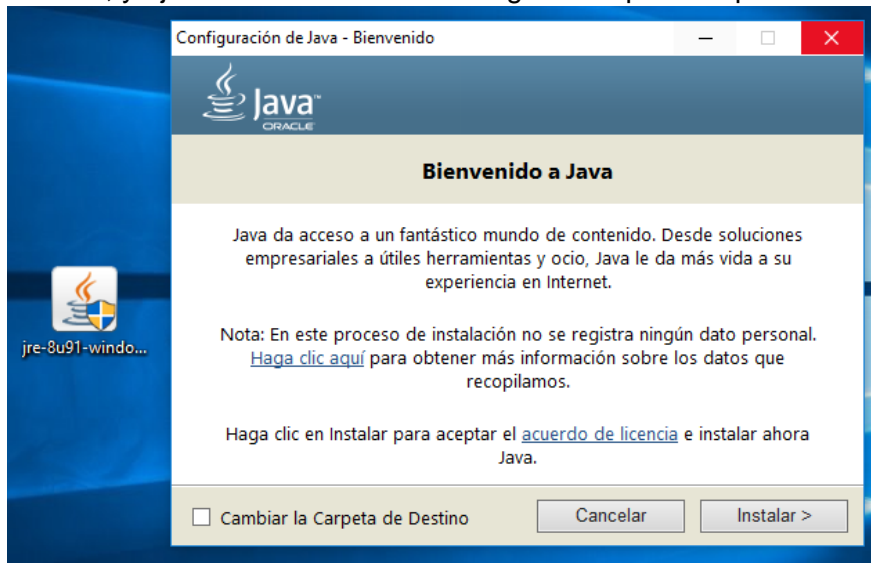 Configuración de Java - Bienvenido
Java™
ORACLE
Bienvenido a Java
Java da acceso a un fantástico mundo de contenido. Desde soluciones
empresariales a útiles herramientas y ocio, Java le da más vida a su
experiencia en Internet.
Nota: En este proceso de instalación no se registra ningún dato personal.
Haga clic aquí para obtener más información sobre los datos que
recopilamos.
Haga clic en Instalar para aceptar el acuerdo de licencia e instalar ahora
Java.
jre-8u91-windo...
Cambiar la Carpeta de Destino
Cancelar
Instalar >